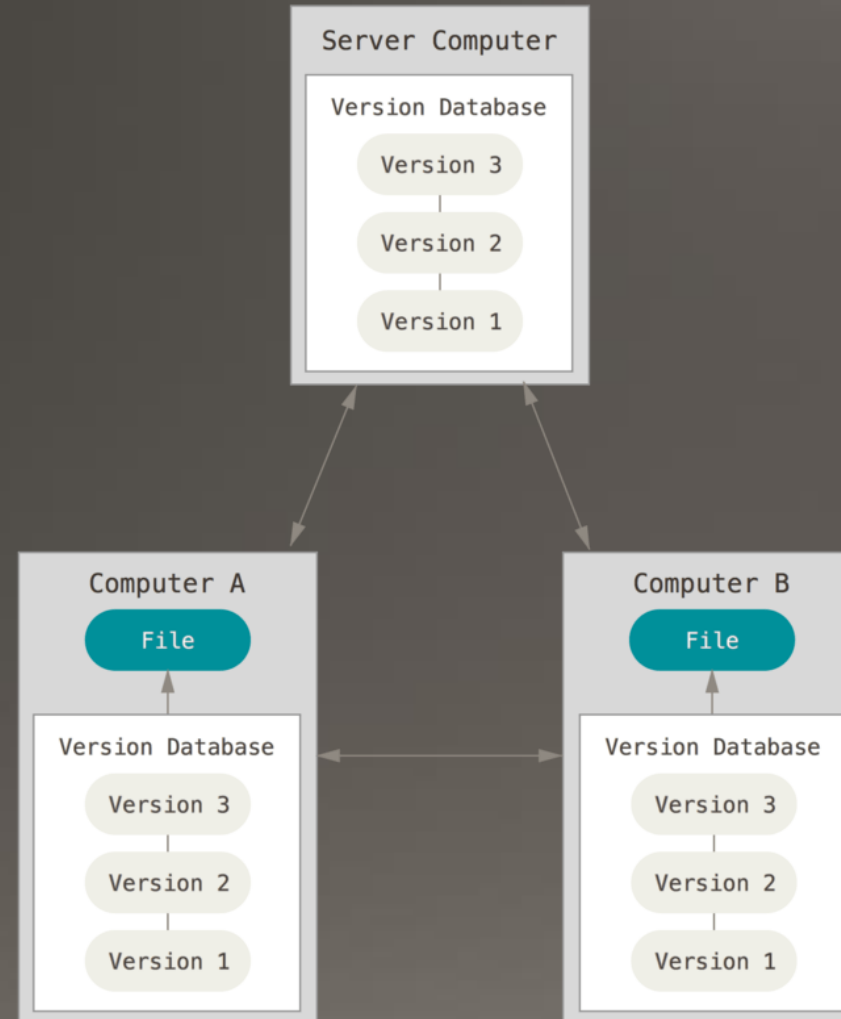 Server Computer
Version Database
Version 3
Version 2
Version 1
Computer A
File
Version Database
Version 3
Version 2
Version 1
Computer B
File
Version Database
Version 3
Version 2
Version 1